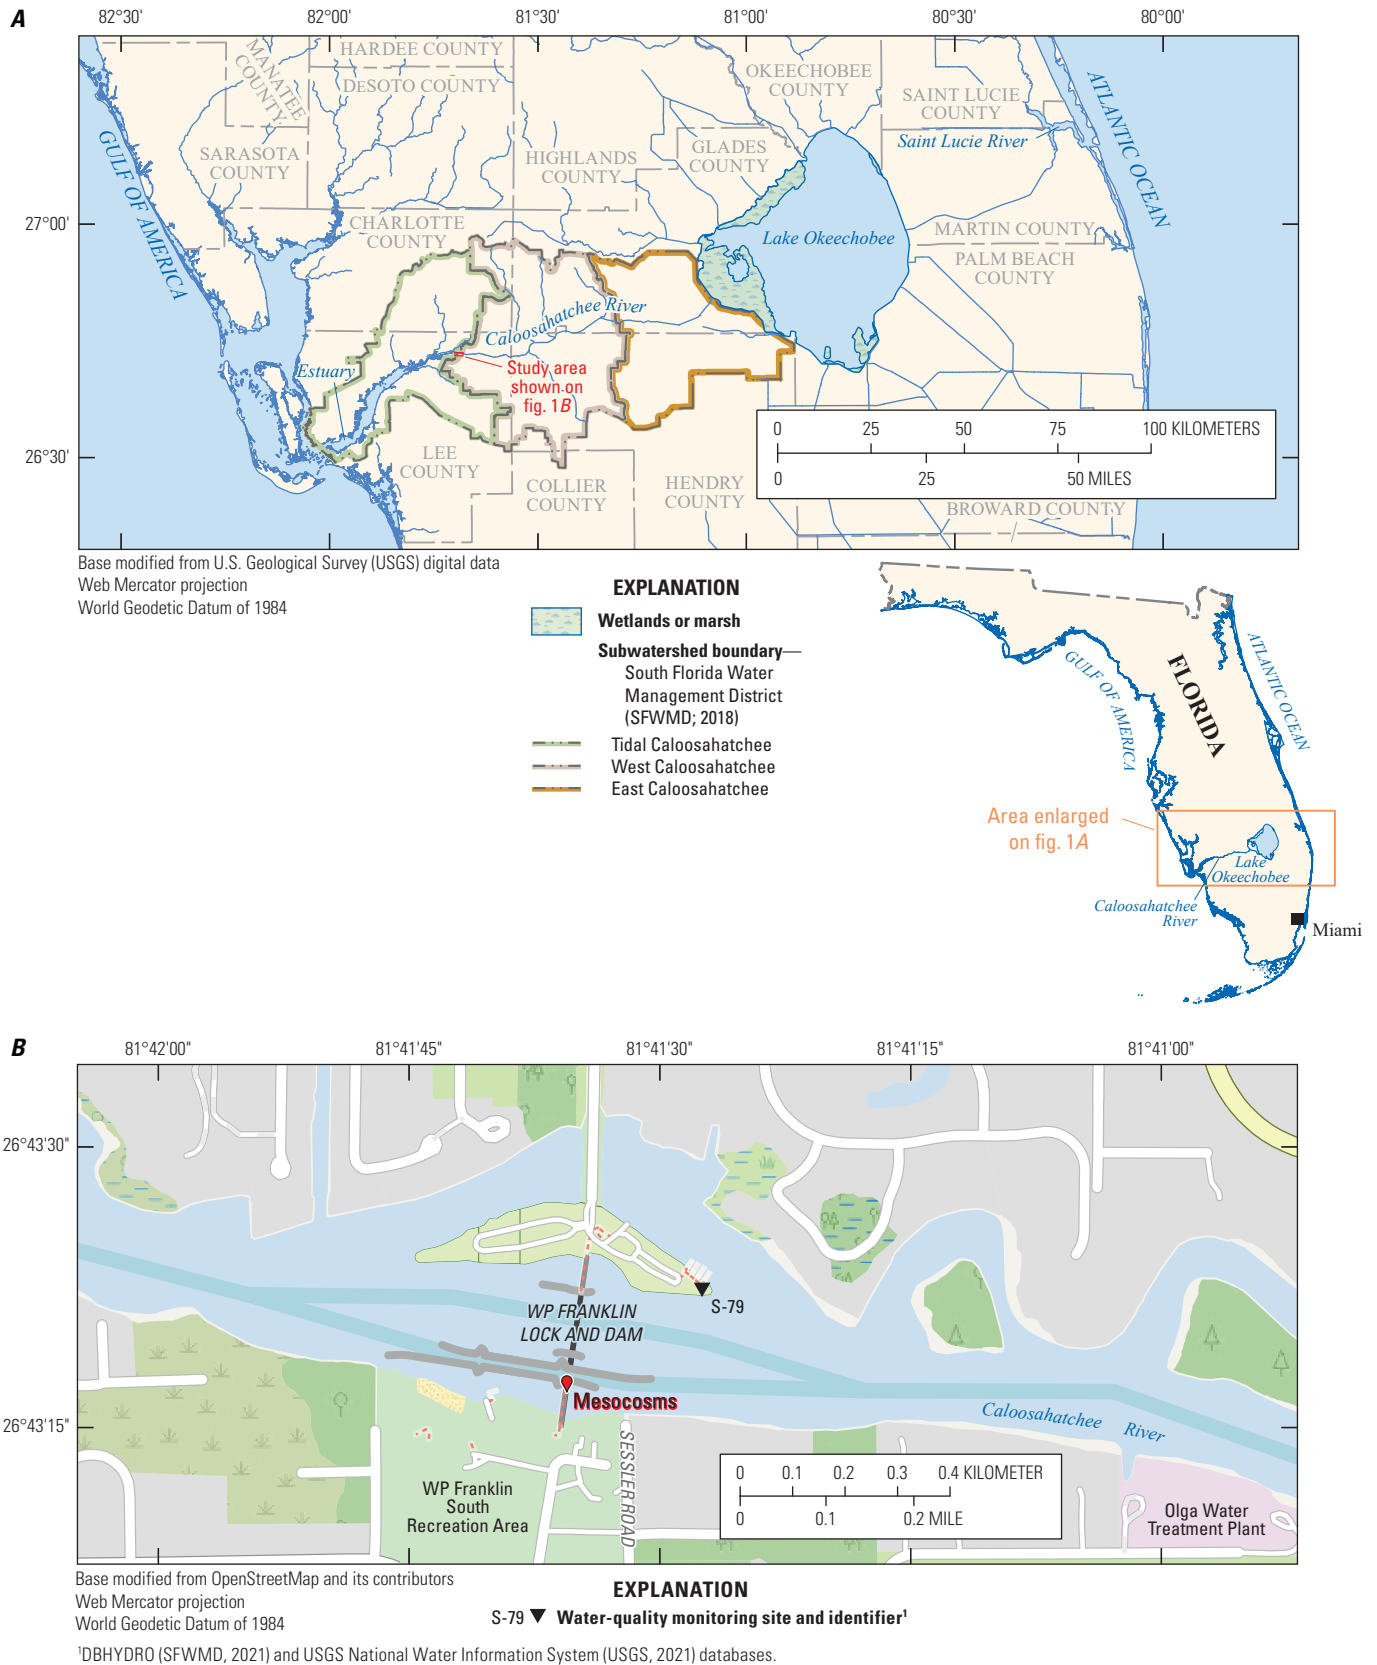 A
82°30' 82°00' 81°30' 81°00' 80°30' 80°00'
HARDEE COUNTY
MANATEE
COUNTY
DESOTO COUNTY
OKEECHOBEE
COUNTY
SAINT LUCIE
COUNTY
ATLANTIC OCEAN
GULF OF AMERICA
SARASOTA
COUNTY
HIGHLANDS
COUNTY
GLADES
COUNTY
Saint Lucie River
27°00'
CHARLOTTE
COUNTY
Lake Okeechobee
MARTIN COUNTY
PALM BEACH
COUNTY
Caloosahatchee River
Estuary
Study area
shown on
fig. 1B
0 25 50 75 100 KILOMETERS
0 25 50 MILES
26°30'
LEE
COUNTY
COLLIER
COUNTY
HENDRY
COUNTY
BROWARD COUNTY
Base modified from U.S. Geological Survey (USGS) digital data
Web Mercator projection
World Geodetic Datum of 1984
EXPLANATION
Wetlands or marsh
Subwatershed boundary—
South Florida Water
Management District
(SFWMD; 2018)
Tidal Caloosahatchee
West Caloosahatchee
East Caloosahatchee
GULF OF AMERICA
FLORIDA
ATLANTIC OCEAN
Area enlarged
on fig. 1A
Lake
Okeechobee
Caloosahatchee
River
Miami
B
81°42'00" 81°41'45" 81°41'30" 81°41'15" 81°41'00"
26°43'30"
S-79
WP FRANKLIN
LOCK AND DAM
Mesocosms
Caloosahatchee River
26°43'15"
SESSLER ROAD
0 0.1 0.2 0.3 0.4 KILOMETER
0 0.1 0.2 MILE
WP Franklin
South
Recreation Area
Olga Water
Treatment Plant
Base modified from OpenStreetMap and its contributors
Web Mercator projection
World Geodetic Datum of 1984
EXPLANATION
S-79 Water-quality monitoring site and identifier¹
¹DBHYDRO (SFWMD, 2021) and USGS National Water Information System (USGS, 2021) databases.